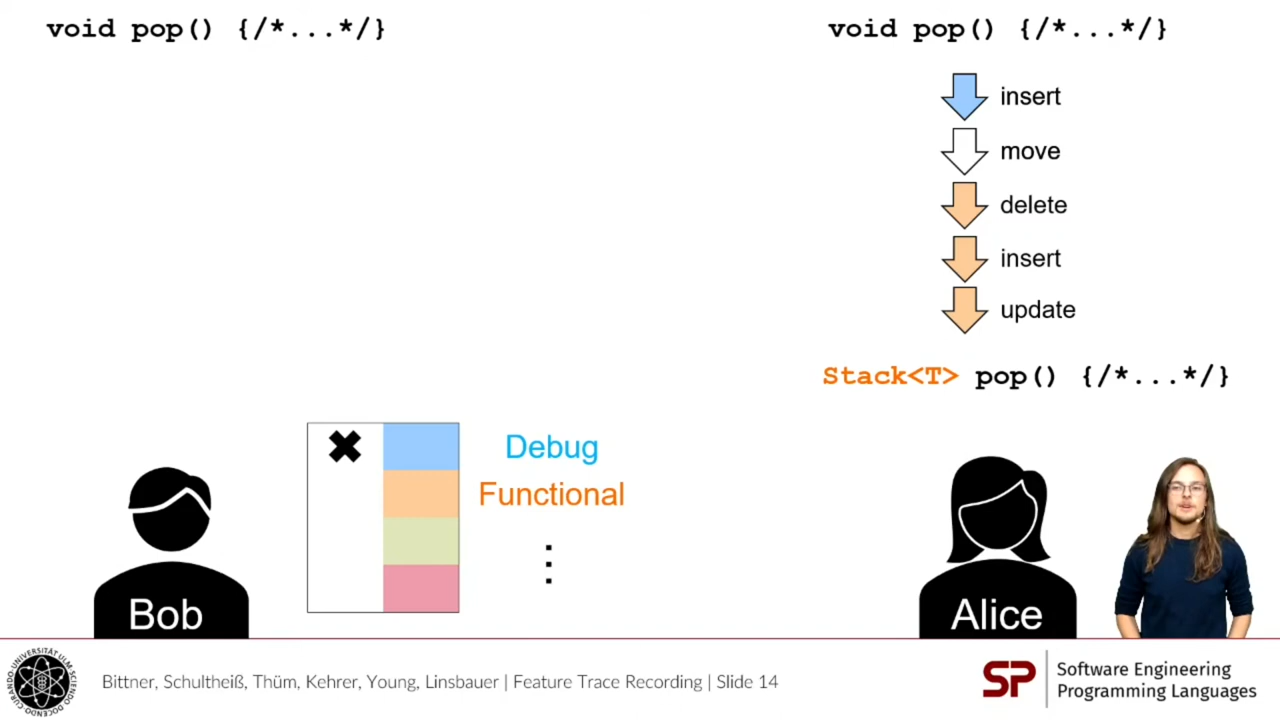 void pop() {/*...*/}
void pop() {/*...*/}
insert
move
delete
insert
update
Stack<T> pop() {/*...*/}
Debug
Functional
Bob
Alice
Bittner, Schultheiß, Thüm, Kehrer, Young, Linsbauer | Feature Trace Recording | Slide 14
SP
Software Engineering
Programming Languages